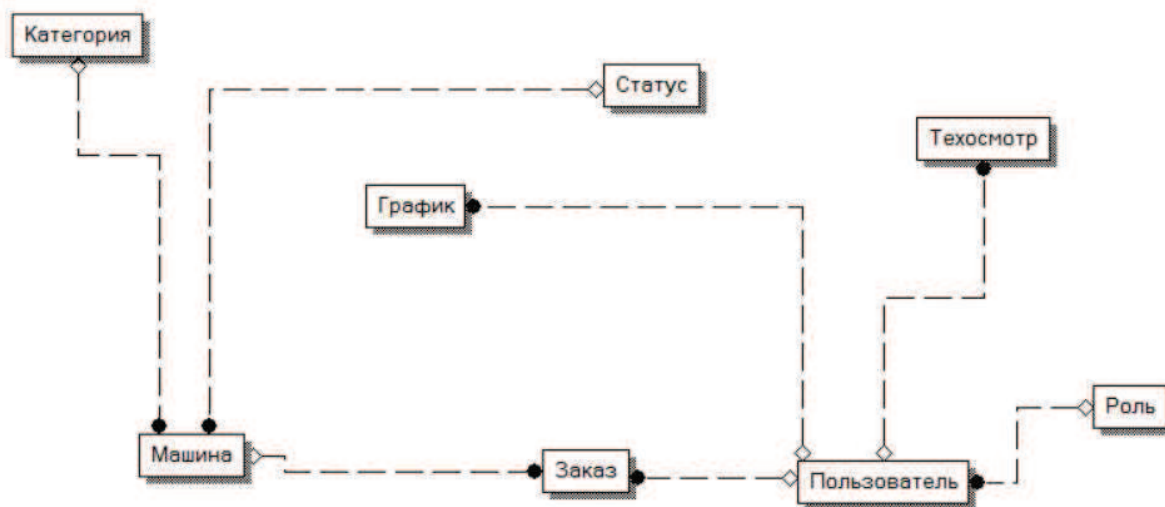 Категория
Статус
Техосмотр
График
Роль
Машина
Заказ
Пользователь